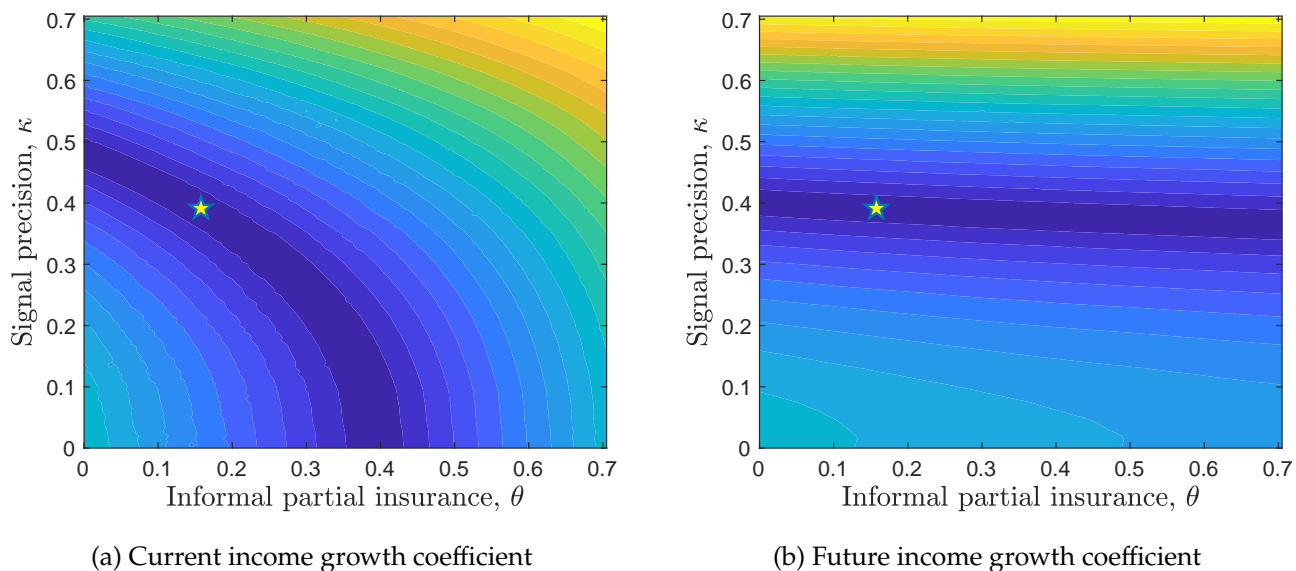 Signal precision, κ
0.7
0.6
0.5
0.4
0.3
0.2
0.1
0
0 0.1 0.2 0.3 0.4 0.5 0.6 0.7
Informal partial insurance, θ
(a) Current income growth coefficient
Signal precision, κ
0.7
0.6
0.5
0.4
0.3
0.2
0.1
0
0 0.1 0.2 0.3 0.4 0.5 0.6 0.7
Informal partial insurance, θ
(b) Future income growth coefficient